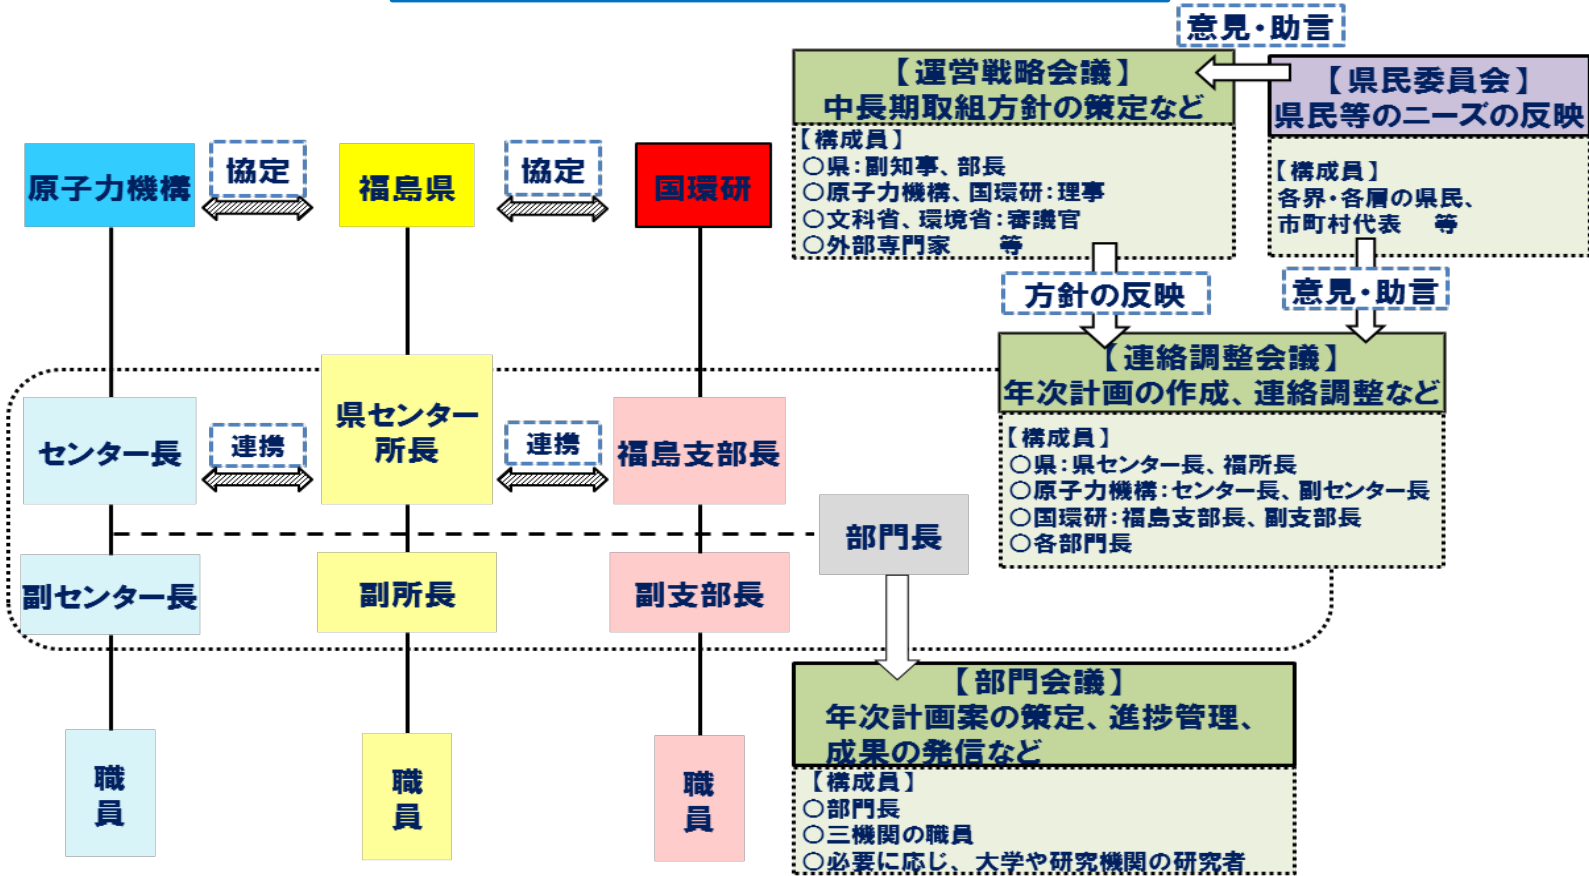 意見・助言
【運営戦略会議】
中長期取組方針の策定など
【構成員】
○県：副知事、部長
○原子力機構、国環研：理事
○文科省、環境省：審議官
○外部専門家　等
【県民委員会】
県民等のニーズの反映
【構成員】
各界・各層の県民、
市町村代表　等
原子力機構
協定
福島県
協定
国環研
方針の反映
意見・助言
【連絡調整会議】
年次計画の作成、連絡調整など
【構成員】
○県：県センター長、福所長
○原子力機構：センター長、副センター長
○国環研：福島支部長、副支部長
○各部門長
センター長
連携
県センター
所長
連携
福島支部長
部門長
副センター長
副所長
副支部長
【部門会議】
年次計画案の策定、進捗管理、
成果の発信など
【構成員】
○部門長
○三機関の職員
○必要に応じ、大学や研究機関の研究者
職
員
職
員
職
員